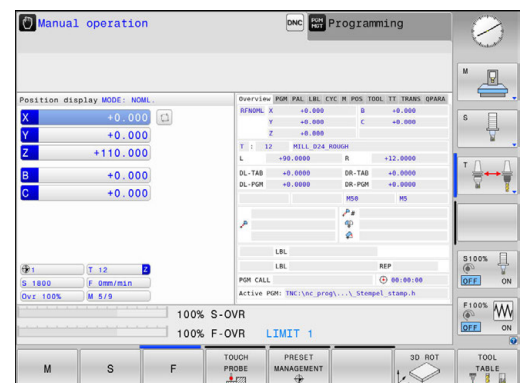 Manual operation
DNC
PGM MGT
Programming
Position display MODE: NOML.
X +0.000
Y +0.000
Z +110.000
B +0.000
C +0.000
Overview PGM PAL LBL CYC M POS TOOL TT TRANS QPARA
RFNOML X +0.000 B +0.000
Y +0.000 C +0.000
Z +0.000
T : 12 MILL_D24_ROUGH
L +90.0000 R +12.0000
DL-TAB +0.0000 DR-TAB +0.0000
DL-PGM +0.0000 DR-PGM +0.0000
M50 M5
P #
P
LBL
LBL REP
PGM CALL 00:00:00
Active PGM: TNC:\nc_prog\...\_Stempel_stamp.h
1 T 12 Z
S 1800 F 0mm/min
Ovr 100% M 5/9
100% S-OVR
100% F-OVR LIMIT 1
M
S
T
S100%
OFF ON
F100%
OFF ON
M
S
F
TOUCH PROBE
PRESET MANAGEMENT
3D ROT
TOOL TABLE